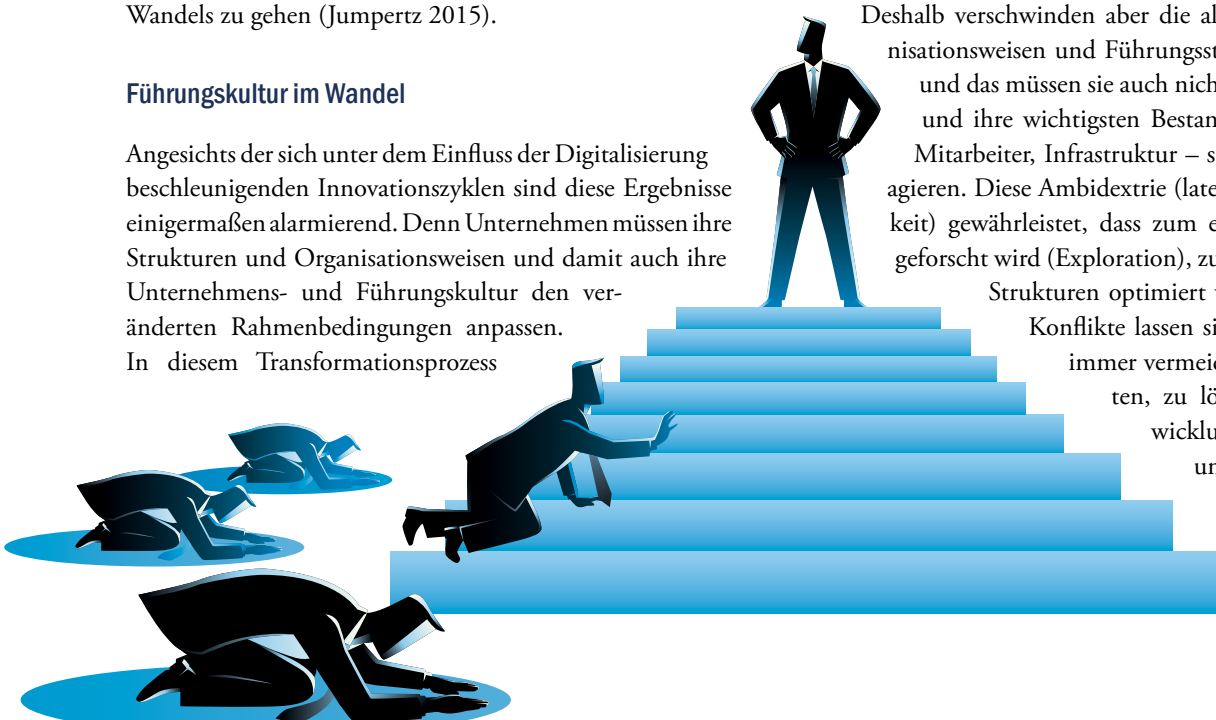 Wandels zu gehen (Jumpertz 2015).
Führungskultur im Wandel
Angesichts der sich unter dem Einfluss der Digitalisierung
beschleunigenden Innovationszyklen sind diese Ergebnisse
einigermaßen alarmierend. Denn Unternehmen müssen ihre
Strukturen und Organisationsweisen und damit auch ihre
Unternehmens- und Führungskultur den ver-
änderten Rahmenbedingungen anpassen.
In diesem Transformationsprozess
Deshalb verschwinden aber die al
nisationsweisen und Führungsst
und das müssen sie auch nich
und ihre wichtigsten Bestan
Mitarbeiter, Infrastruktur – s
agieren. Diese Ambidextrie (late
keit) gewährleistet, dass zum e
geforscht wird (Exploration), zu
Strukturen optimiert
Konflikte lassen si
immer vermeid
ten, zu lö
wicklu
un